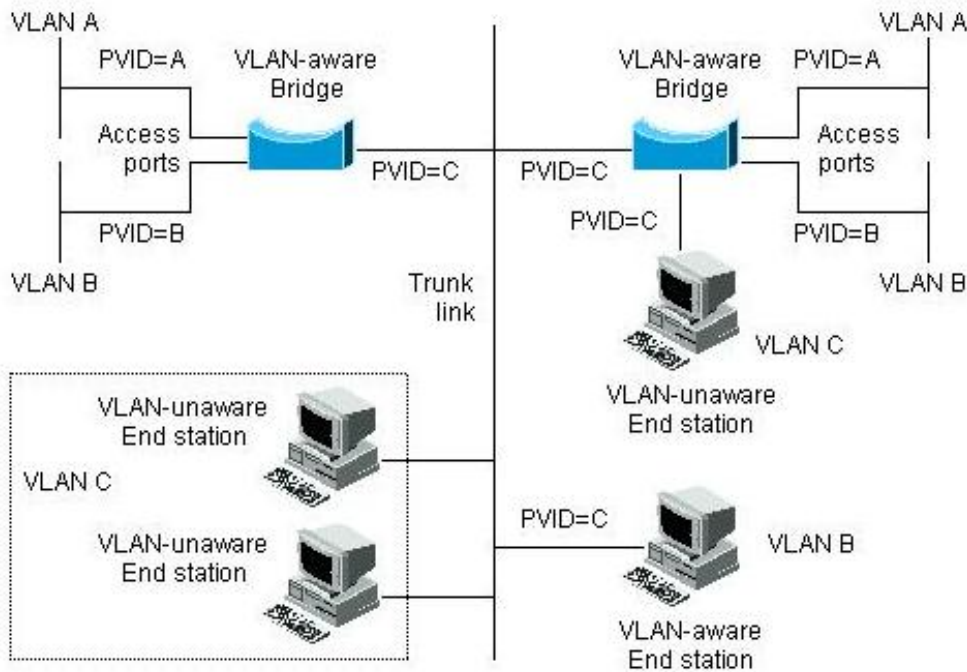 VLAN A
VLAN A
PVID=A
VLAN-aware
Bridge
VLAN-aware
Bridge
PVID=A
Access
ports
Access
ports
PVID=C
PVID=C
PVID=B
PVID=C
PVID=B
VLAN B
Trunk
link
VLAN B
VLAN C
VLAN-unaware
End station
VLAN-unaware
End station
VLAN C
PVID=C
VLAN-unaware
End station
VLAN B
VLAN-aware
End station